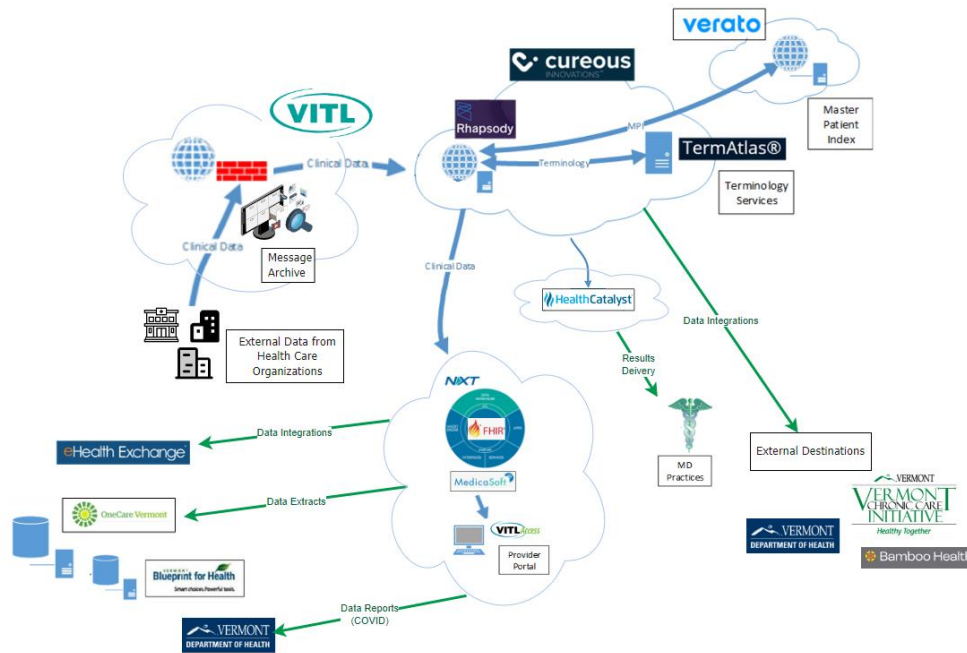 verato
cureous
INNOVATIONS
VITL
Rhapsody
MPI
Master
Patient
Index
Clinical Data
Terminology
TermAtlas®
Terminology
Services
Clinical Data
Message
Archive
Clinical Data
HealthCatalyst
Data Integrations
External Data from
Health Care
Organizations
Results
Deivery
NXT
FHIR
MD
Practices
External Destinations
Data Integrations
eHealth Exchange
MedicaSoft
Data Extracts
OneCare Vermont
VITLAccess
Provider
Portal
VERMONT
VERMONT
CHRONIC CARE
INITIATIVE
Healthy Together
VERMONT
DEPARTMENT OF HEALTH
Bamboo Health
VERMONT
Blueprint for Health
Smart choices. Powerful tools.
Data Reports
(COVID)
VERMONT
DEPARTMENT OF HEALTH